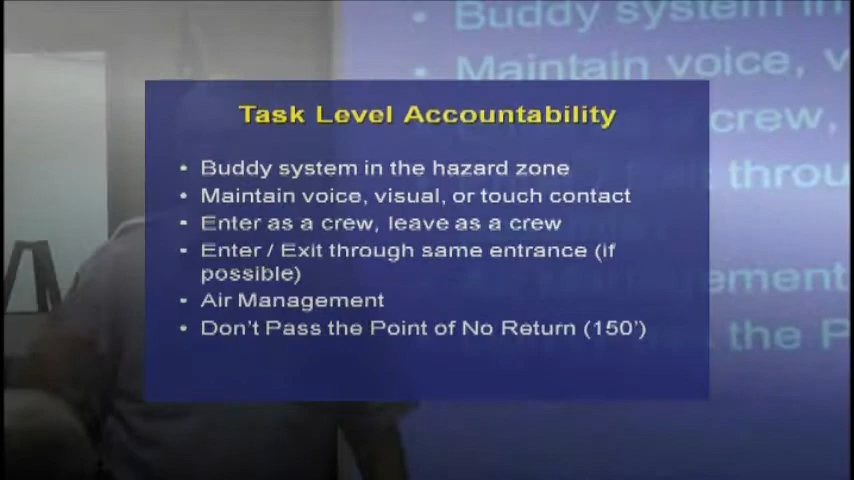 Task Level Accountability
• Buddy system in the hazard zone
• Maintain voice, visual, or touch contact
• Enter as a crew, leave as a crew
• Enter / Exit through same entrance (if
possible)
• Air Management
• Don't Pass the Point of No Return (150')
Buddy system in
• Maintain voice, v
crew,
throu
ement
the P